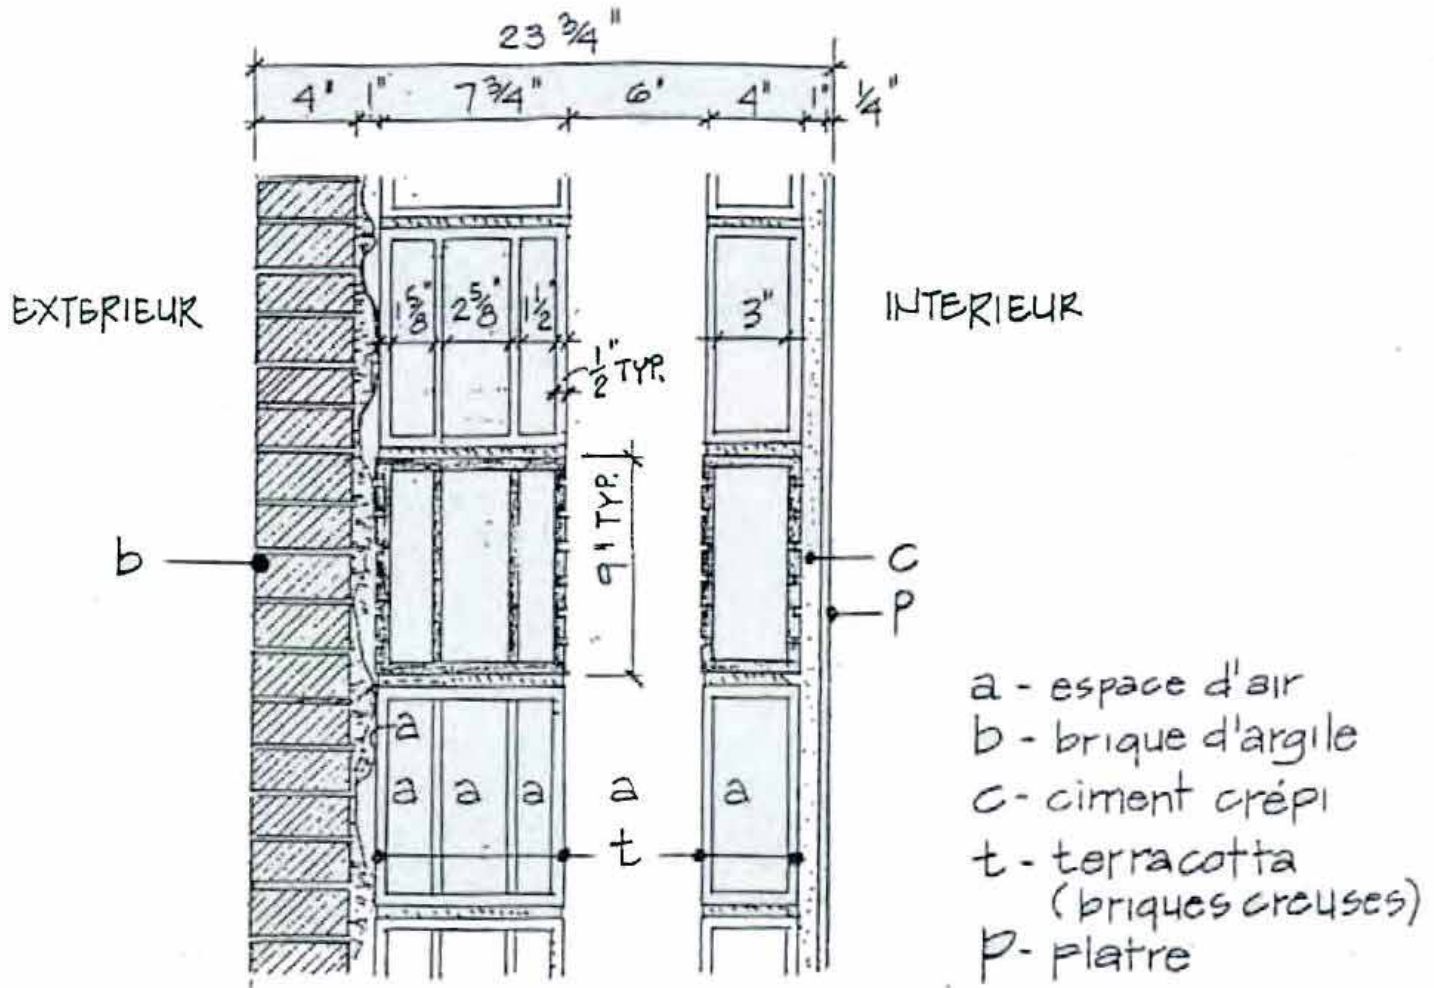 23 3/4"
4" 1" 7 3/4" 6" 4" 1" 1/4"
EXTERIEUR
1 5/8" 2 5/8" 1 1/2"
3"
INTERIEUR
1/2" TYP.
9" TYP.
b
c
p
a
a a a a a
t
a - espace d'air
b - brique d'argile
c - ciment crépi
t - terracotta
(briques creuses)
p - platre